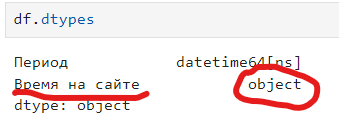 df.dtypes
Период datetime64[ns]
Время на сайте object
dtype: object